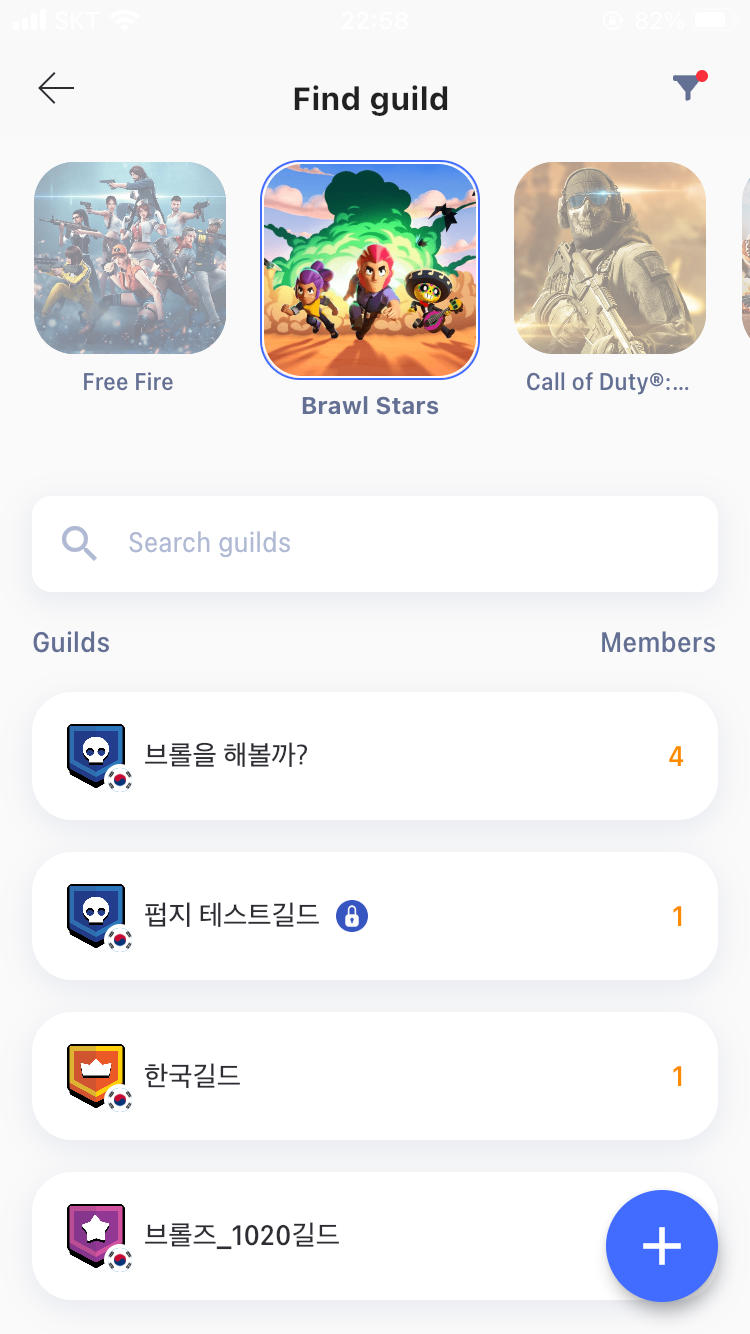 SKT 22:58 82%
Find guild
Free Fire
Brawl Stars
Call of Duty®:...
Search guilds
Guilds Members
브롤을 해볼까? 4
펍지 테스트길드 1
한국길드 1
브롤즈_1020길드